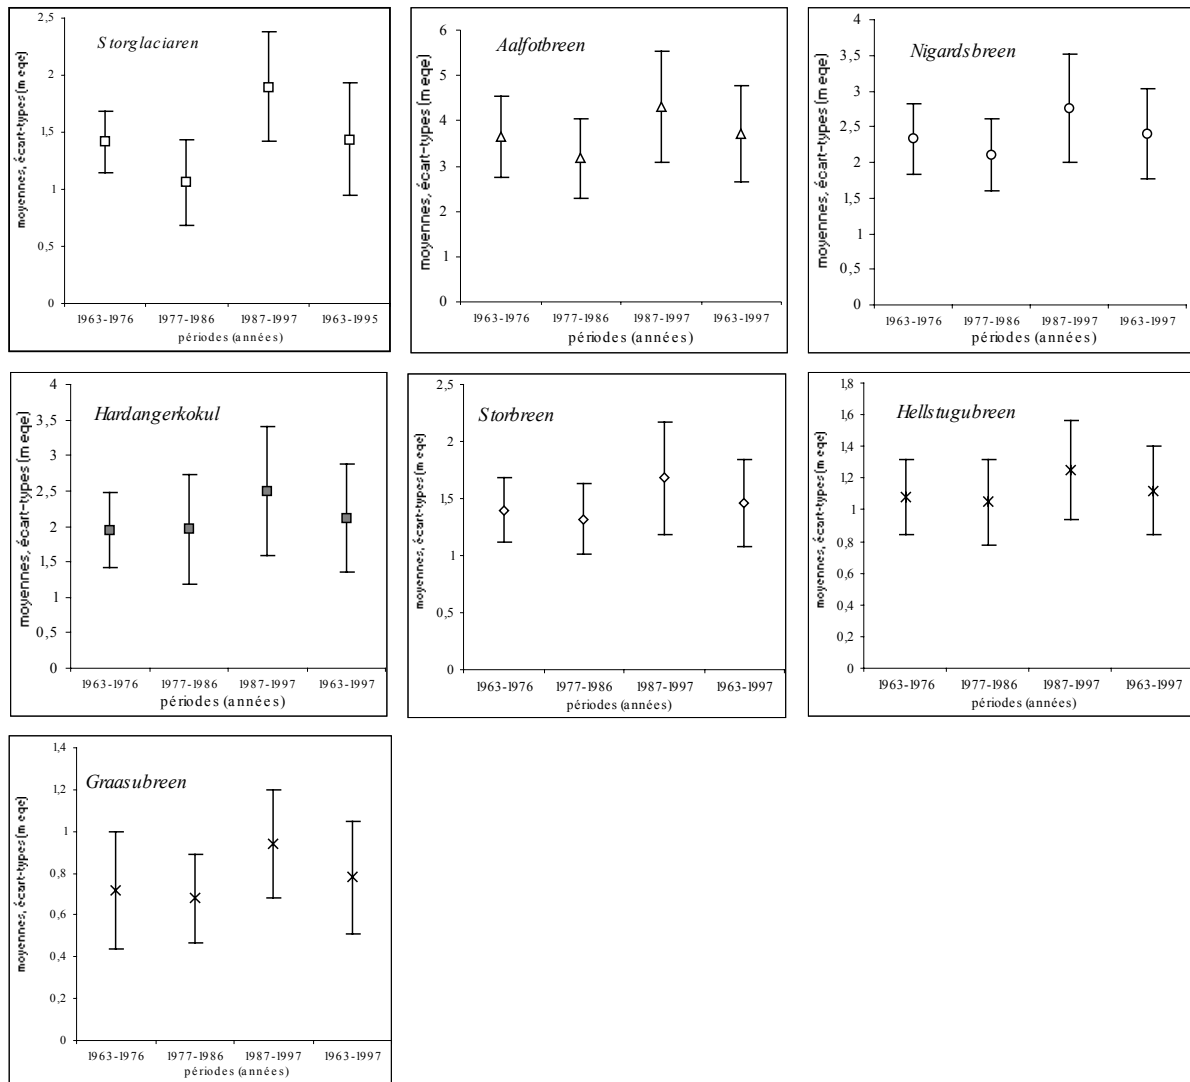 Storglaciaren
moyennes, écart-types (m eqe)
2,5
2
1,5
1
0,5
0
1963-1976 1977-1986 1987-1997 1963-1995
périodes (années)
Aalfotbreen
moyennes, écart-types (m eqe)
6
5
4
3
2
1
0
1963-1976 1977-1986 1987-1997 1963-1997
périodes (années)
Nigardsbreen
moyennes, écart-types (m eqe)
4
3,5
3
2,5
2
1,5
1
0,5
0
1963-1976 1977-1986 1987-1997 1963-1997
périodes (années)
Hardangerkokul
moyennes, écart-types (m eqe)
4
3,5
3
2,5
2
1,5
1
0,5
0
1963-1976 1977-1986 1987-1997 1963-1997
périodes (années)
Storbreen
moyennes, écart-types (m eqe)
2,5
2
1,5
1
0,5
0
1963-1976 1977-1986 1987-1997 1963-1997
périodes (années)
Hellstugubreen
moyennes, écart-types (m eqe)
1,8
1,6
1,4
1,2
1,0
0,8
0,6
0,4
0,2
0
1963-1976 1977-1986 1987-1997 1963-1997
périodes (années)
Graasubreen
moyennes, écart-types (m eqe)
1,4
1,2
1
0,8
0,6
0,4
0,2
0
1963-1976 1977-1986 1987-1997 1963-1997
périodes (années)